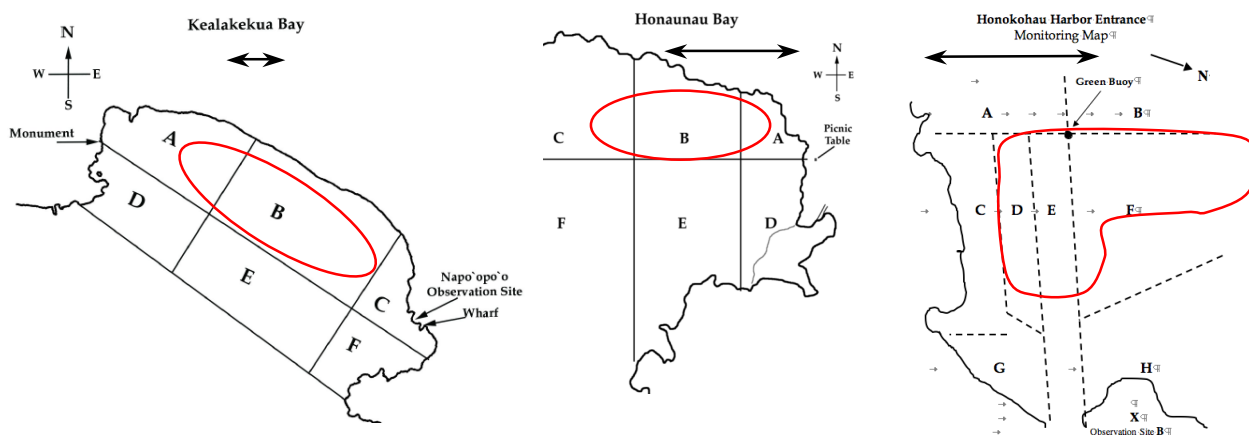 Kealakekua Bay
N
W E
S
Monument
A
D
B
E
C
F
Napo`opo`o
Observation Site
Wharf
Honaunau Bay
N
W E
S
C B A
Picnic
Table
F E D
Honokohau Harbor Entrance¶
Monitoring Map¶
N
Green Buoy¶
→ A → → → → B¶
→ C → D → E → F¶
→ G → H¶
→ ¶
→ X¶
→ Observation Site B¶